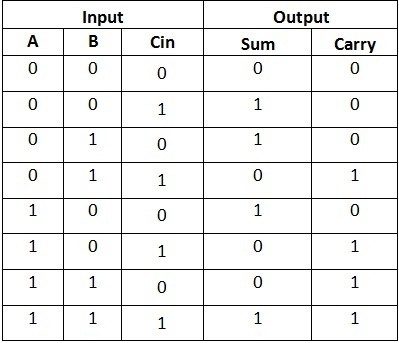 Input Output
A B Cin Sum Carry
0 0 0 0 0
0 0 1 1 0
0 1 0 1 0
0 1 1 0 1
1 0 0 1 0
1 0 1 0 1
1 1 0 0 1
1 1 1 1 1